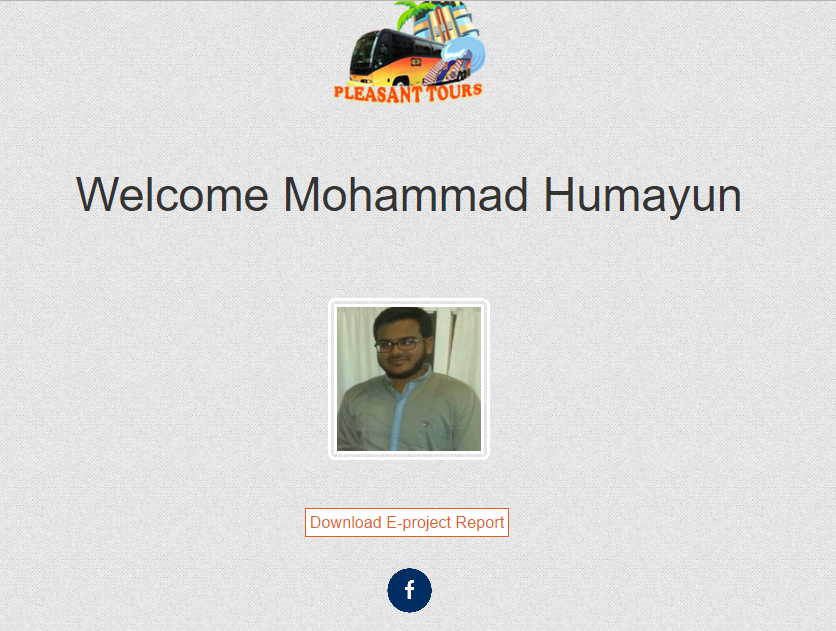 PLEASANT TOURS
Welcome Mohammad Humayun
Download E-project Report
f